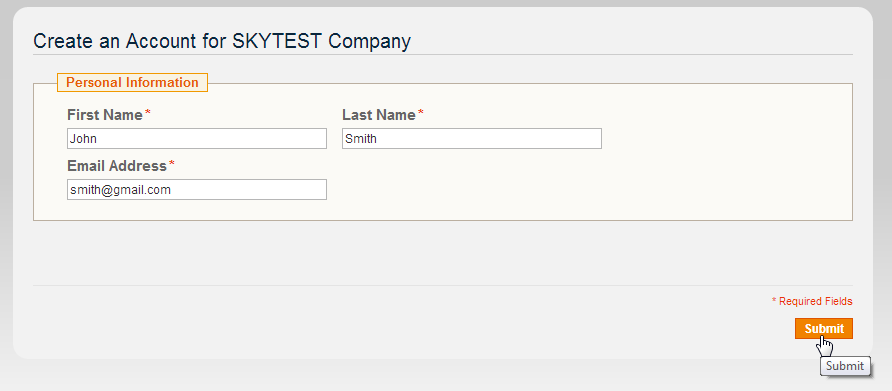 Create an Account for SKYTEST Company
Personal Information
First Name* Last Name*
John Smith
Email Address*
smith@gmail.com
* Required Fields
Submit
Submit